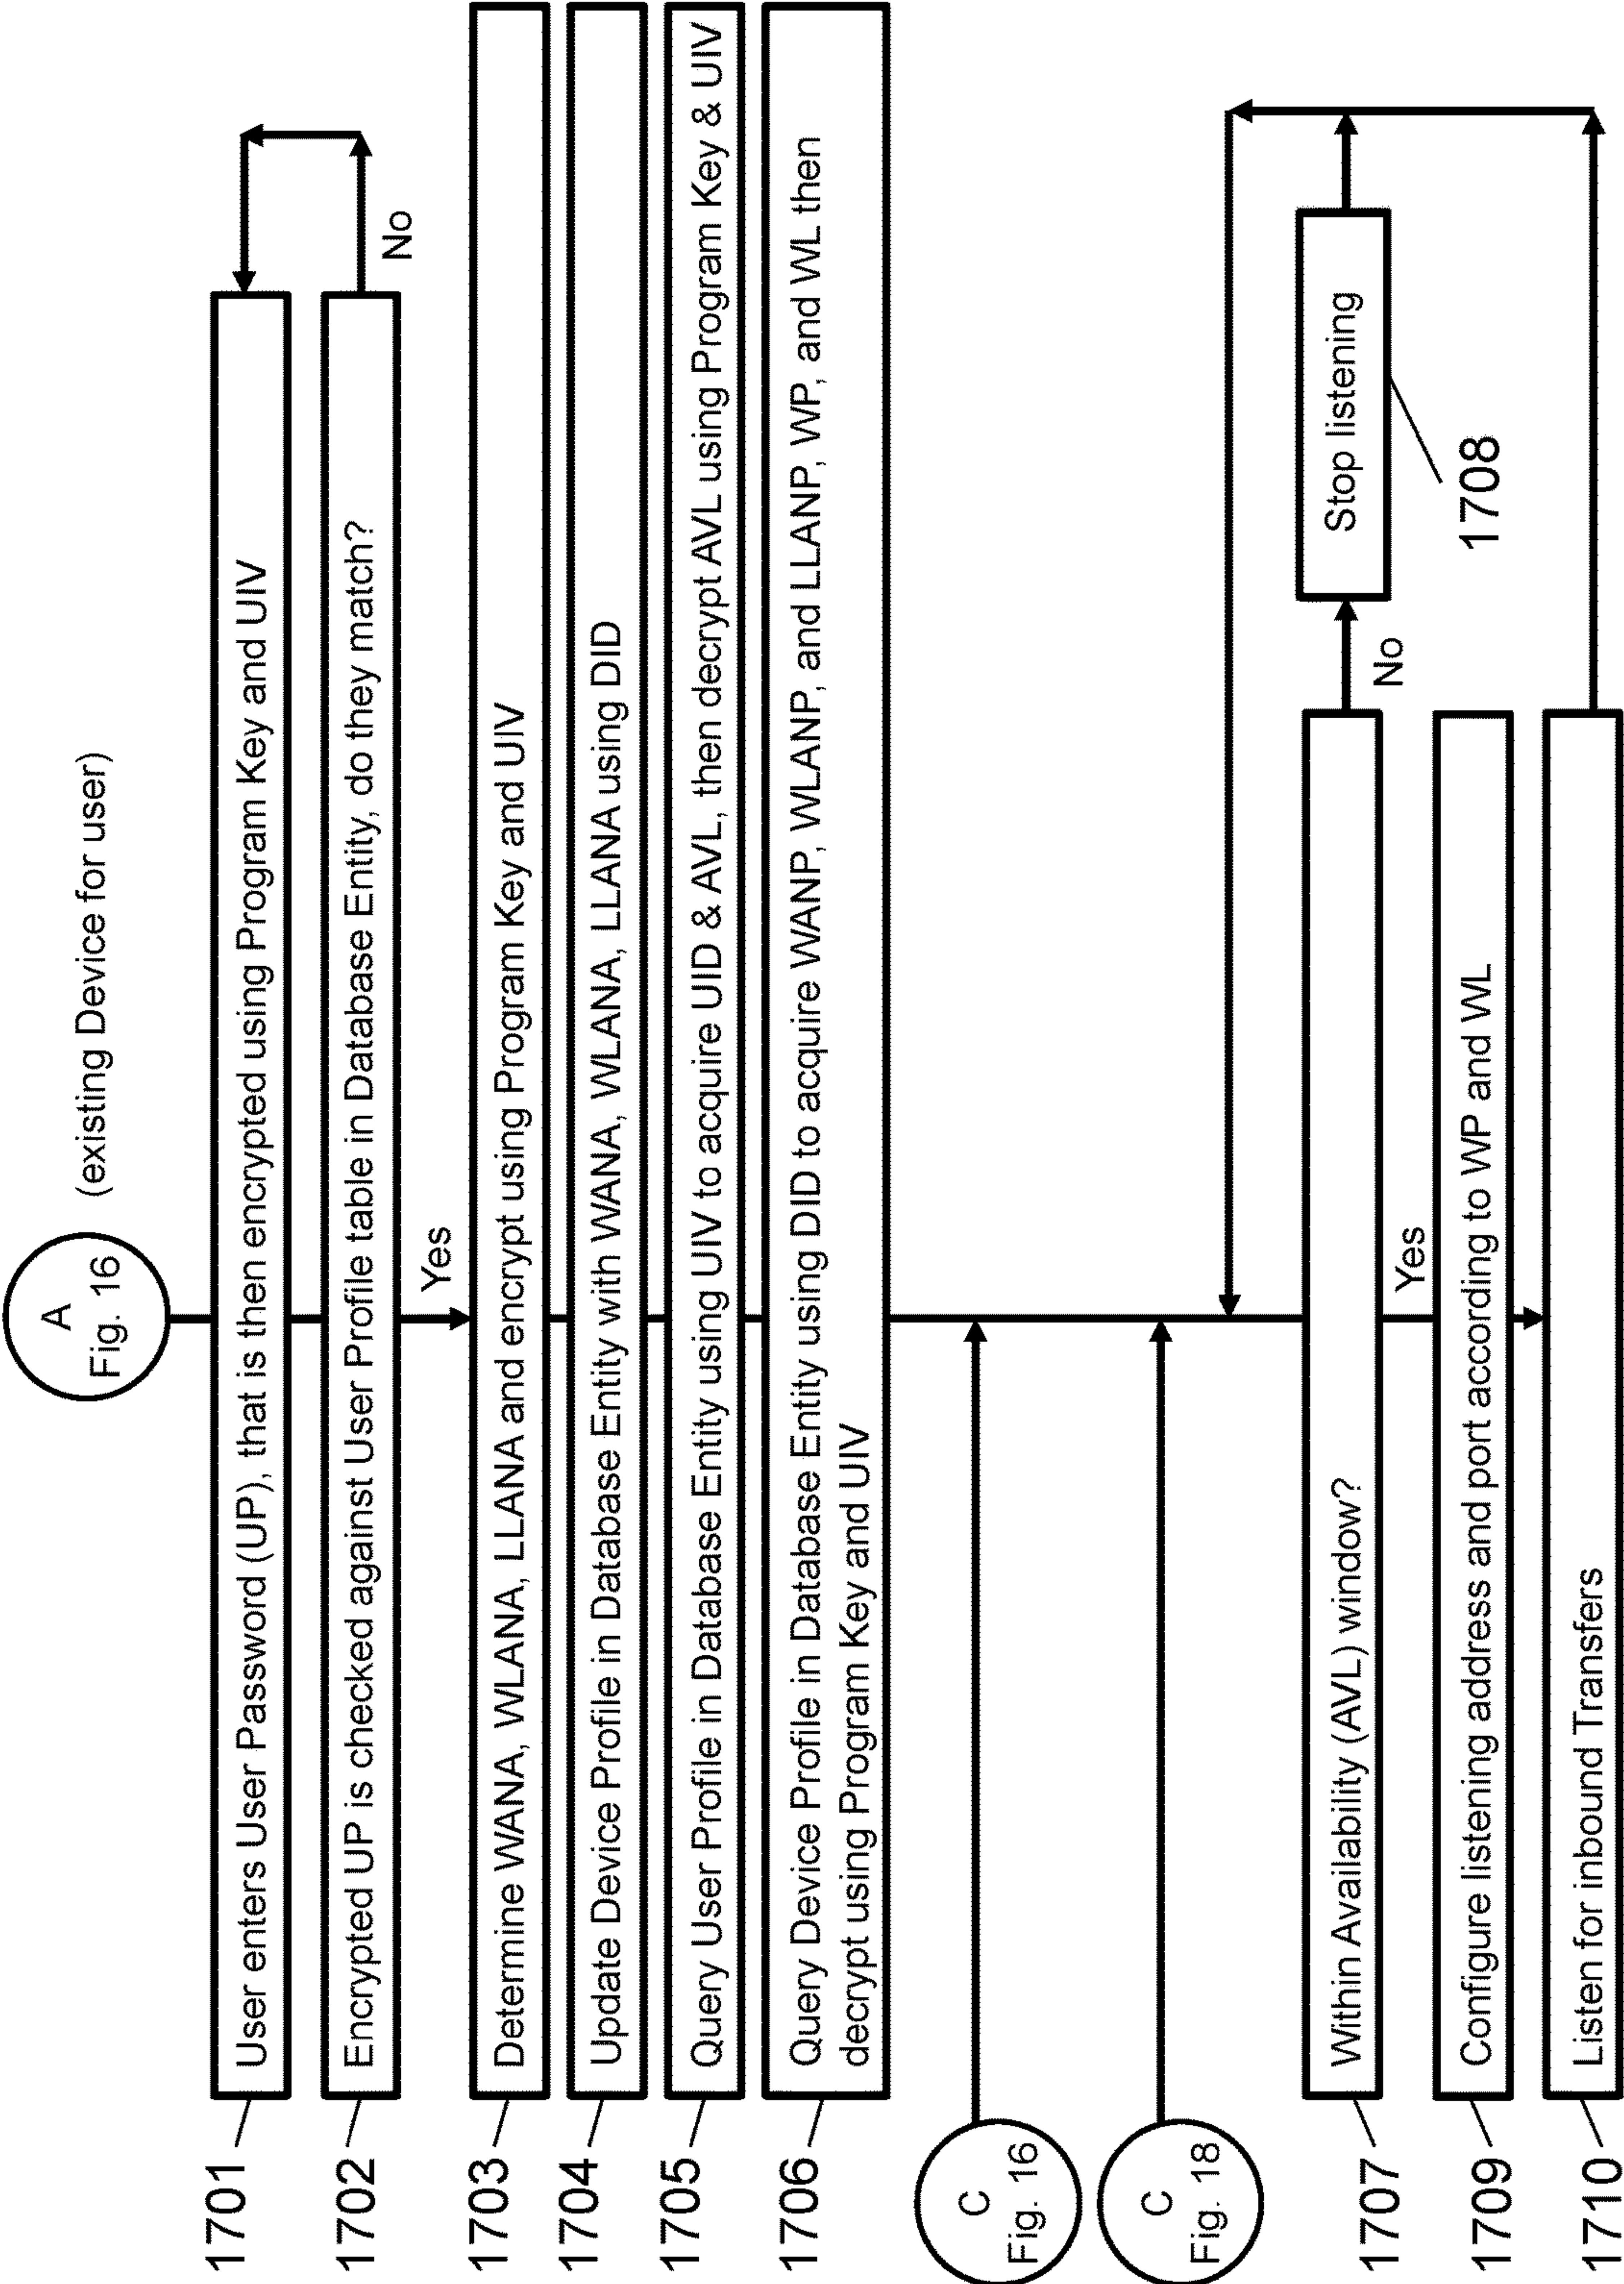 A
Fig. 16
(existing Device for user)
1701
User enters User Password (UP), that is then encrypted using Program Key and UIV
1702
Encrypted UP is checked against User Profile table in Database Entity, do they match?
No
Yes
1703
Determine WANA, WLANA, LLANA and encrypt using Program Key and UIV
1704
Update Device Profile in Database Entity with WANA, WLANA, LLANA using DID
1705
Query User Profile in Database Entity using UIV to acquire UID & AVL, then decrypt AVL using Program Key & UIV
1706
Query Device Profile in Database Entity using DID to acquire WANP, WLANP, and LLANP, WP, and WL then
decrypt using Program Key and UIV
C
Fig. 16
C
Fig. 18
1707
Within Availability (AVL) window?
No
Stop listening
1708
Yes
1709
Configure listening address and port according to WP and WL
1710
Listen for inbound Transfers